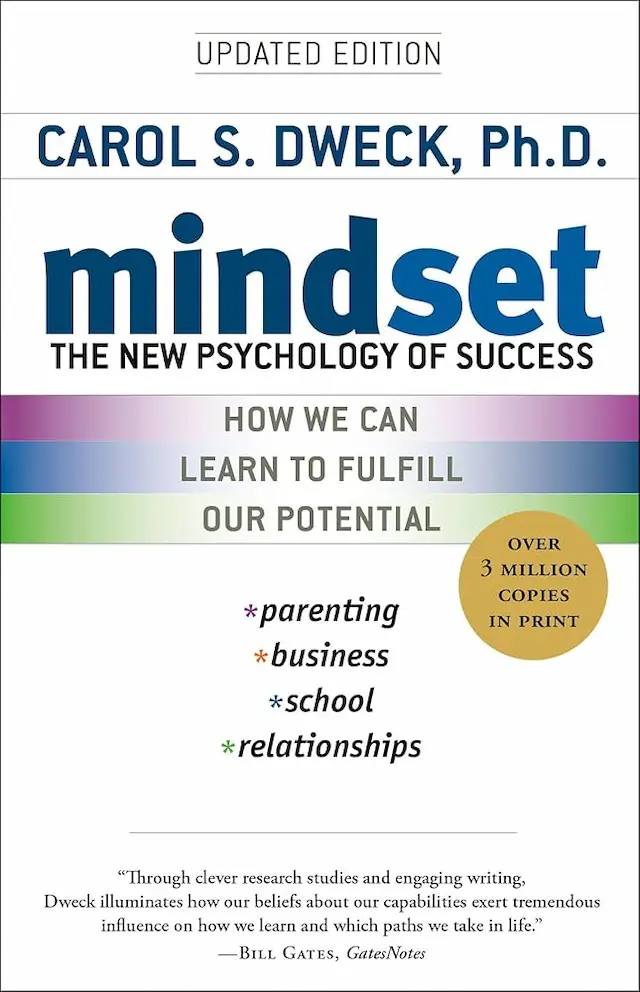 UPDATED EDITION
CAROL S. DWECK, Ph.D.
mindset
THE NEW PSYCHOLOGY OF SUCCESS
HOW WE CAN
LEARN TO FULFILL
OUR POTENTIAL
OVER
3 MILLION
COPIES
IN PRINT
*parenting
*business
*school
*relationships
“Through clever research studies and engaging writing,
Dweck illuminates how our beliefs about our capabilities exert tremendous
influence on how we learn and which paths we take in life.”
—BILL GATES, GatesNotes